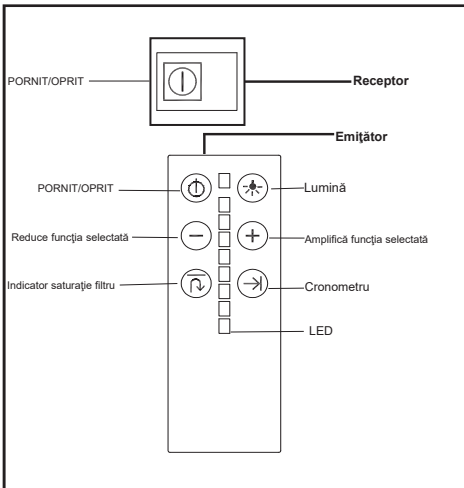 PORNIT/OPRIT
Receptor
Emiţător
PORNIT/OPRIT
Lumină
Reduce funcţia selectată
Amplifică funcţia selectată
Indicator saturaţie filtru
Cronometru
LED